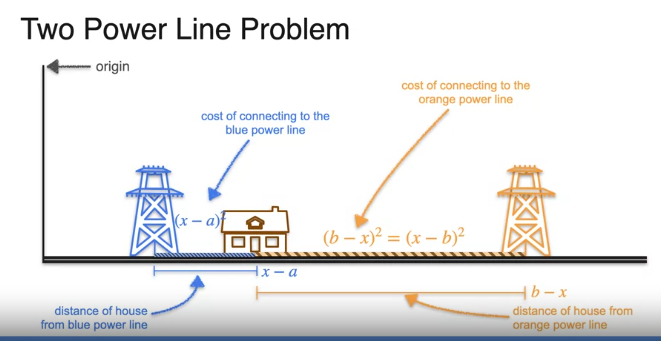 Two Power Line Problem
origin
cost of connecting to the
orange power line
cost of connecting to the
blue power line
(x – a)²
(b – x)² = (x – b)²
x – a
b – x
distance of house
from blue power line
distance of house from
orange power line